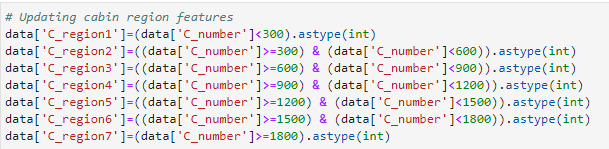 # Updating cabin region features
data['C_region1']=(data['C_number']<300).astype(int)
data['C_region2']=((data['C_number']>=300) & (data['C_number']<600)).astype(int)
data['C_region3']=((data['C_number']>=600) & (data['C_number']<900)).astype(int)
data['C_region4']=((data['C_number']>=900) & (data['C_number']<1200)).astype(int)
data['C_region5']=((data['C_number']>=1200) & (data['C_number']<1500)).astype(int)
data['C_region6']=((data['C_number']>=1500) & (data['C_number']<1800)).astype(int)
data['C_region7']=(data['C_number']>=1800).astype(int)